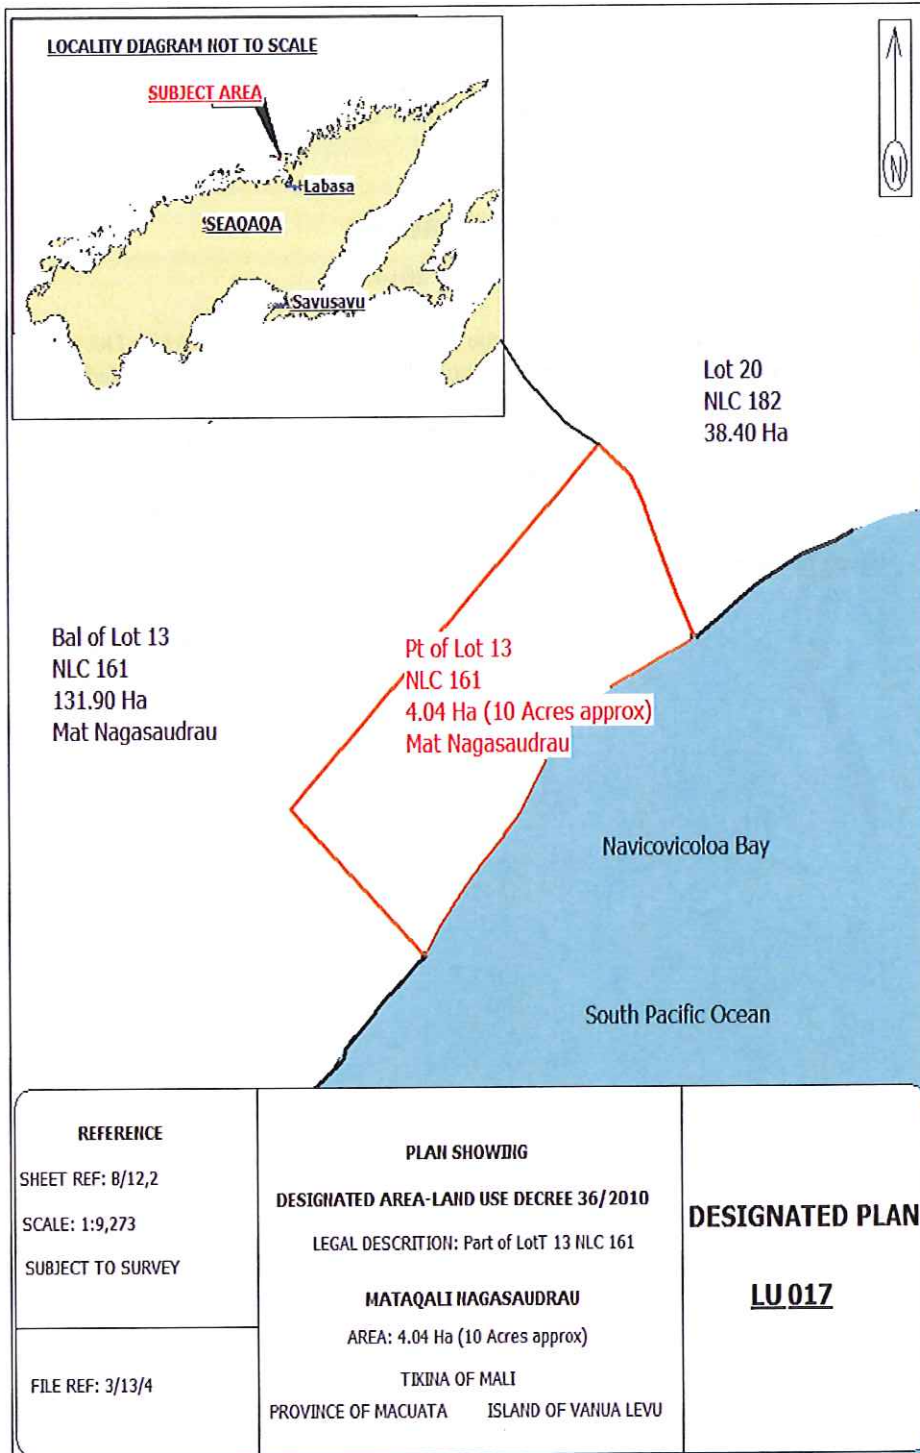 LOCALITY DIAGRAM NOT TO SCALE
SUBJECT AREA
Labasa
SEAQAQA
Savusavu
N
Lot 20
NLC 182
38.40 Ha
Bal of Lot 13
NLC 161
131.90 Ha
Mat Nagasaudrau
Pt of Lot 13
NLC 161
4.04 Ha (10 Acres approx)
Mat Nagasaudrau
Navicovicoloa Bay
South Pacific Ocean
REFERENCE
SHEET REF: B/12,2
SCALE: 1:9,273
SUBJECT TO SURVEY
FILE REF: 3/13/4
PLAN SHOWING
DESIGNATED AREA-LAND USE DECREE 36/2010
LEGAL DESCRITION: Part of LotT 13 NLC 161
MATAQALI NAGASAUDRAU
AREA: 4.04 Ha (10 Acres approx)
TIKINA OF MALI
PROVINCE OF MACUATA ISLAND OF VANUA LEVU
DESIGNATED PLAN
LU 017